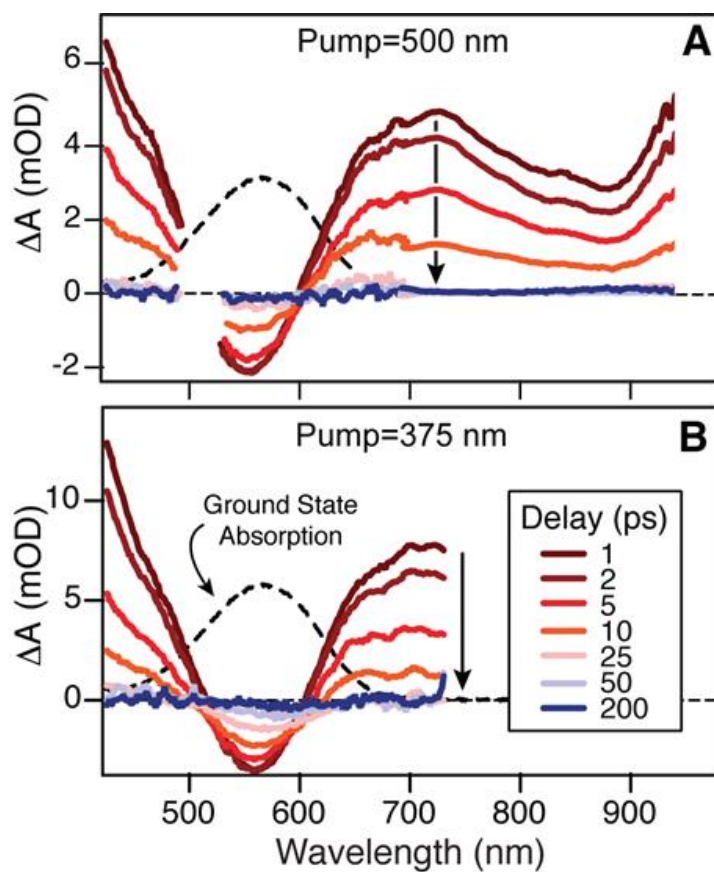 Pump=500 nm
A
6
4
2
0
-2
ΔA (mOD)
Pump=375 nm
B
Ground State
Absorption
10
5
0
ΔA (mOD)
Delay (ps)
1
2
5
10
25
50
200
500 600 700 800 900
Wavelength (nm)